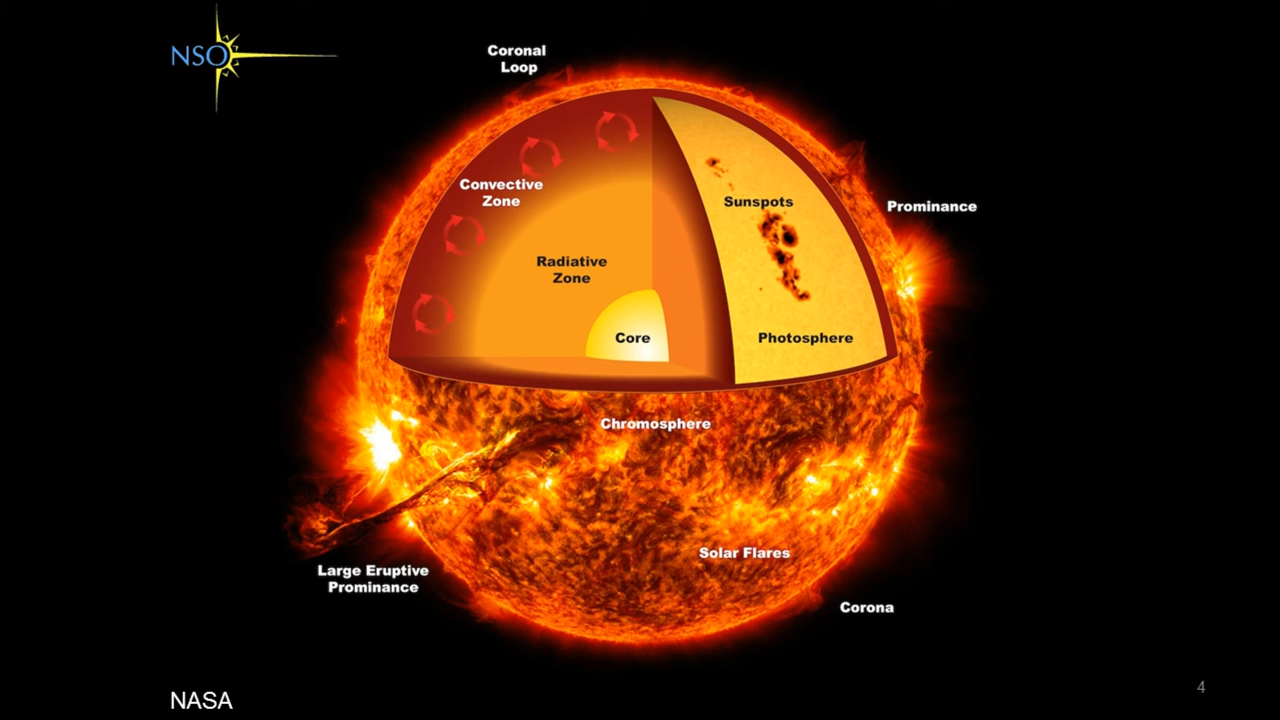 NSO
Coronal
Loop
Convective
Zone
Sunspots
Prominance
Radiative
Zone
Core
Photosphere
Chromosphere
Solar Flares
Large Eruptive
Prominance
Corona
NASA
4